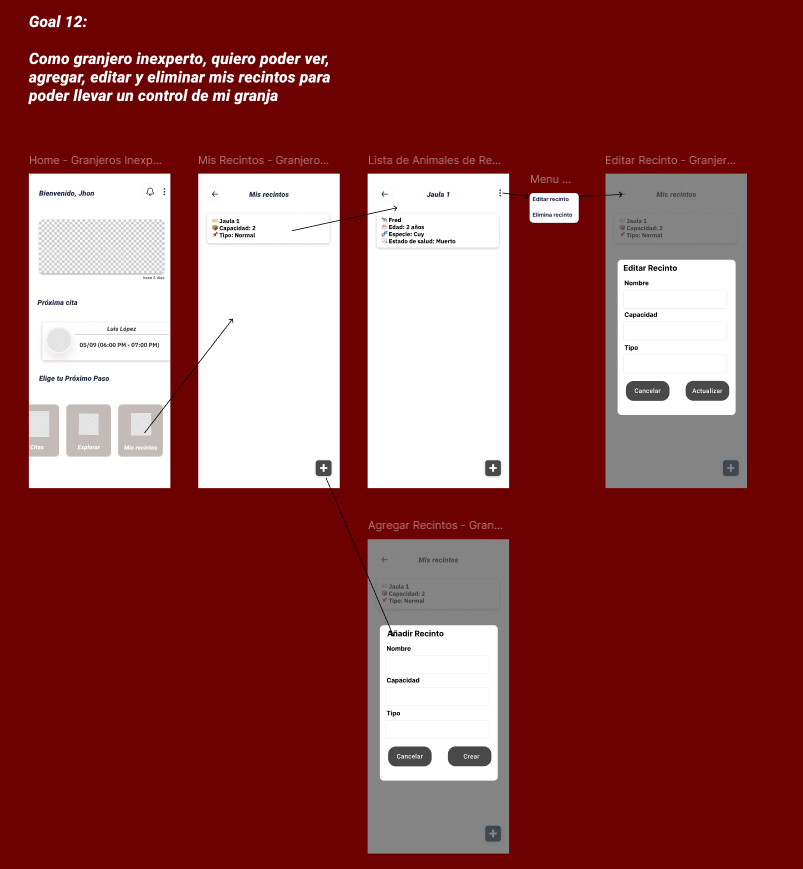 Goal 12:
Como granjero inexperto, quiero poder ver,
agregar, editar y eliminar mis recintos para
poder llevar un control de mi granja
Home - Granjeros Inexp...
Bienvenido, Jhon
hace 2 días
Próxima cita
Luis López
05/09 (06:00 PM - 07:00 PM)
Elige tu Próximo Paso
Citas
Explorar
Mis recintos
Mis Recintos - Granjero...
Mis recintos
Jaula 1
Capacidad: 2
Tipo: Normal
Lista de Animales de Re...
Jaula 1
Fred
Edad: 2 años
Especie: Cuy
Estado de salud: Muerto
Menu ...
Editar recinto
Elimina recinto
Editar Recinto - Granjer...
Mis recintos
Jaula 1
Capacidad: 2
Tipo: Normal
Editar Recinto
Nombre
Capacidad
Tipo
Cancelar
Actualizar
Agregar Recintos - Gran...
Mis recintos
Jaula 1
Capacidad: 2
Tipo: Normal
Añadir Recinto
Nombre
Capacidad
Tipo
Cancelar
Crear